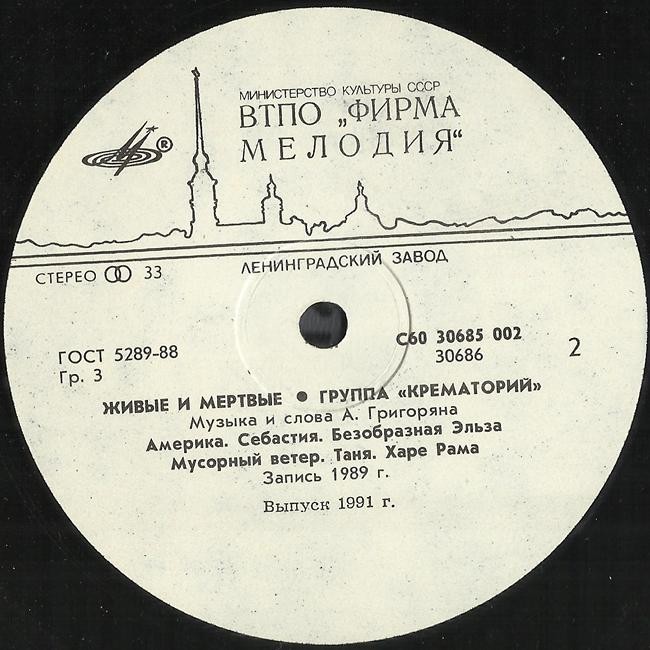 МИНИСТЕРСТВО КУЛЬТУРЫ СССР
ВТПО „ФИРМА
МЕЛОДИЯ“
®
СТЕРЕО 33
ЛЕНИНГРАДСКИЙ ЗАВОД
ГОСТ 5289-88
Гр. 3
С60 30685 002
30686
2
ЖИВЫЕ И МЕРТВЫЕ ● ГРУППА «КРЕМАТОРИЙ»
Музыка и слова А. Григоряна
Америка. Себастия. Безобразная Эльза
Мусорный ветер. Таня. Харе Рама
Запись 1989 г.
Выпуск 1991 г.